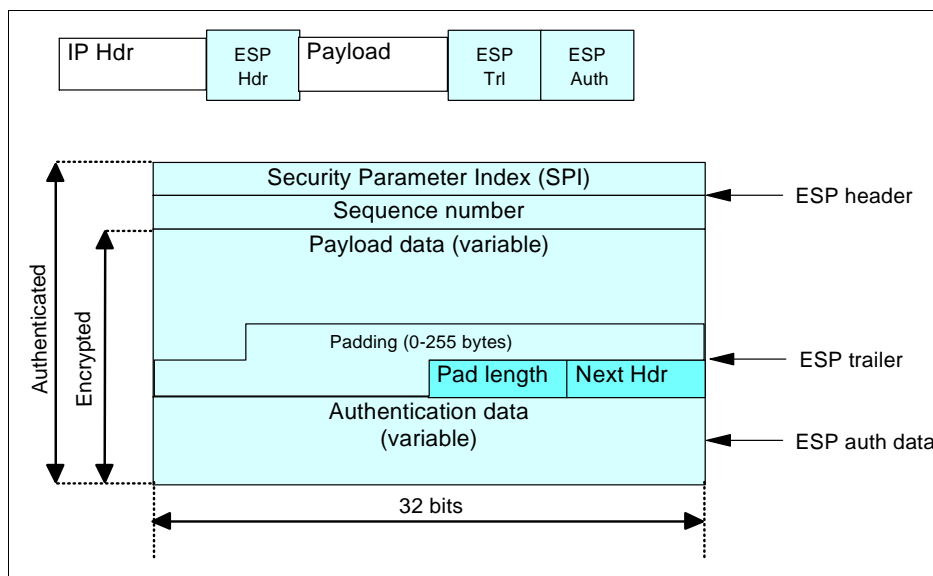 IP Hdr
ESP
Hdr
Payload
ESP
Trl
ESP
Auth
Security Parameter Index (SPI)
ESP header
Sequence number
Payload data (variable)
Authenticated
Encrypted
Padding (0-255 bytes)
ESP trailer
Pad length
Next Hdr
Authentication data
(variable)
ESP auth data
32 bits